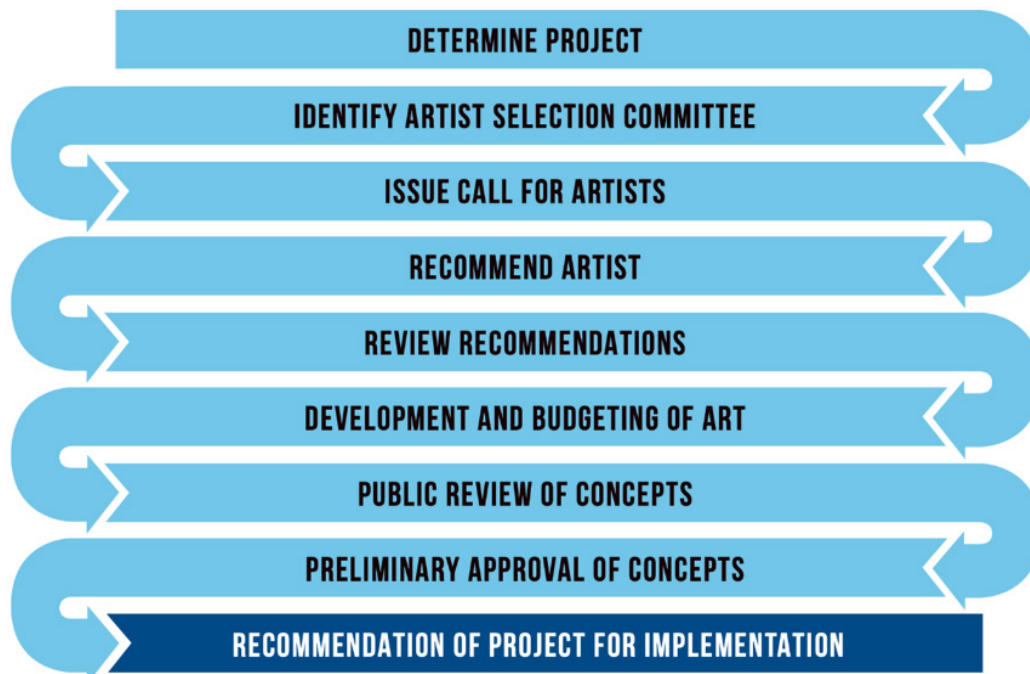 DETERMINE PROJECT
IDENTIFY ARTIST SELECTION COMMITTEE
ISSUE CALL FOR ARTISTS
RECOMMEND ARTIST
REVIEW RECOMMENDATIONS
DEVELOPMENT AND BUDGETING OF ART
PUBLIC REVIEW OF CONCEPTS
PRELIMINARY APPROVAL OF CONCEPTS
RECOMMENDATION OF PROJECT FOR IMPLEMENTATION